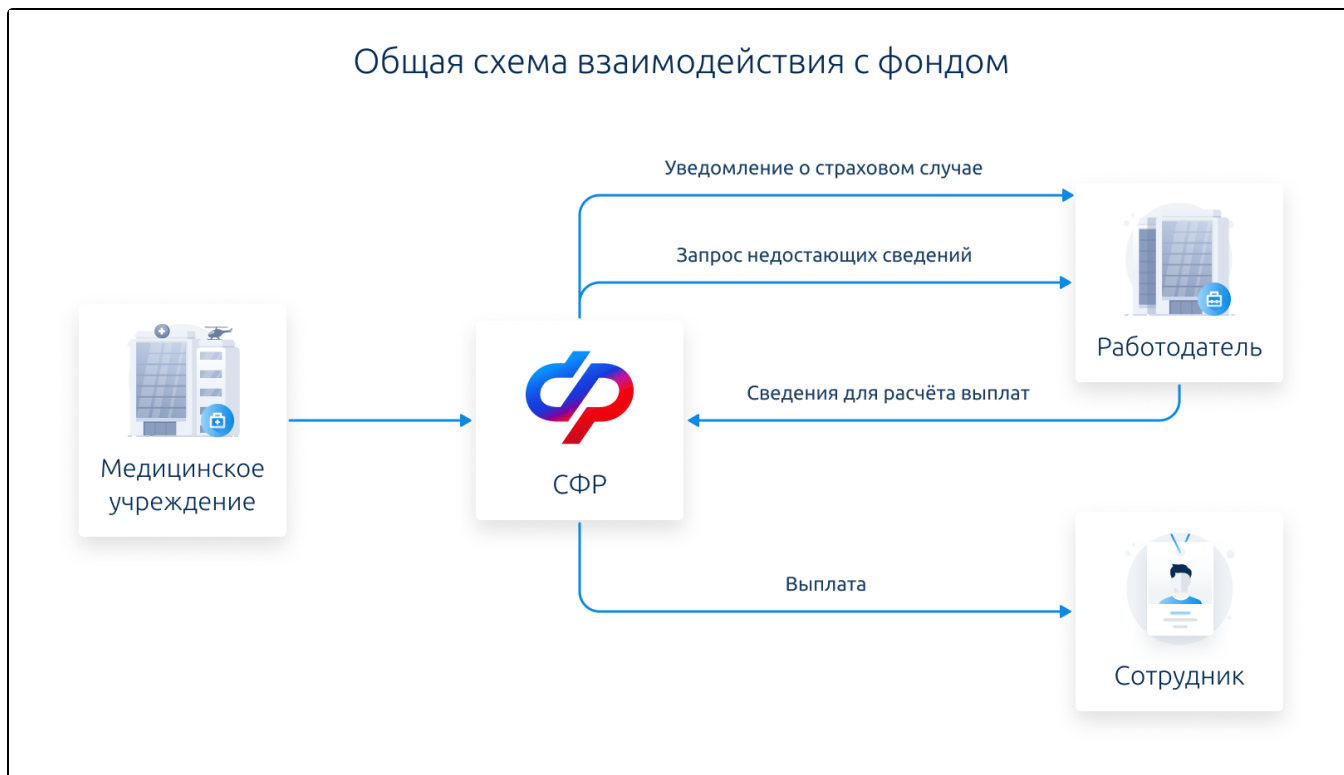 Общая схема взаимодействия с фондом
Уведомление о страховом случае
Запрос недостающих сведений
Работодатель
Сведения для расчёта выплат
Медицинское
учреждение
СФР
Выплата
Сотрудник